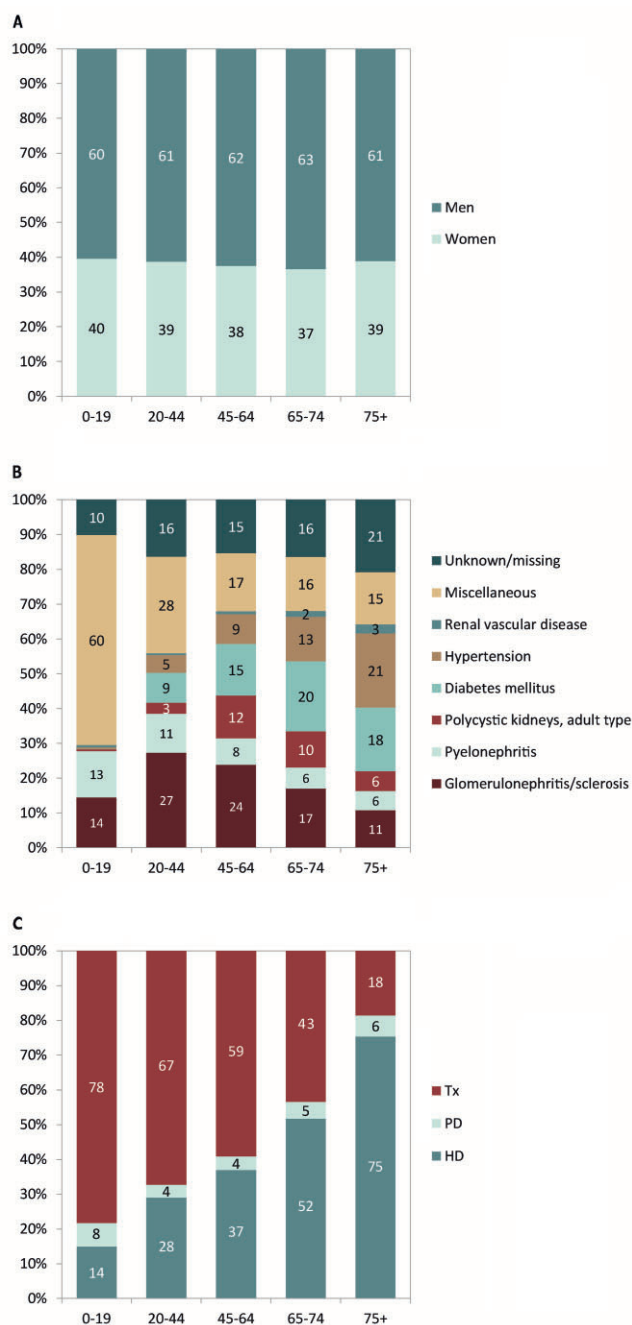 A
100%
90%
80%
70%
60%
50%
40%
30%
20%
10%
0%
60 61 62 63 61
40 39 38 37 39
0-19 20-44 45-64 65-74 75+
Men
Women
B
100%
90%
80%
70%
60%
50%
40%
30%
20%
10%
0%
10 16 15 16 21
60 28 17 16 15
2 3
5 9 13 21
9 15 20 18
3 12 10 6
13 11 8 6 6
14 27 24 17 11
0-19 20-44 45-64 65-74 75+
Unknown/missing
Miscellaneous
Renal vascular disease
Hypertension
Diabetes mellitus
Polycystic kidneys, adult type
Pyelonephritis
Glomerulonephritis/sclerosis
C
100%
90%
80%
70%
60%
50%
40%
30%
20%
10%
0%
78 67 59 43 18
8 4 4 5 6
14 28 37 52 75
0-19 20-44 45-64 65-74 75+
Tx
PD
HD